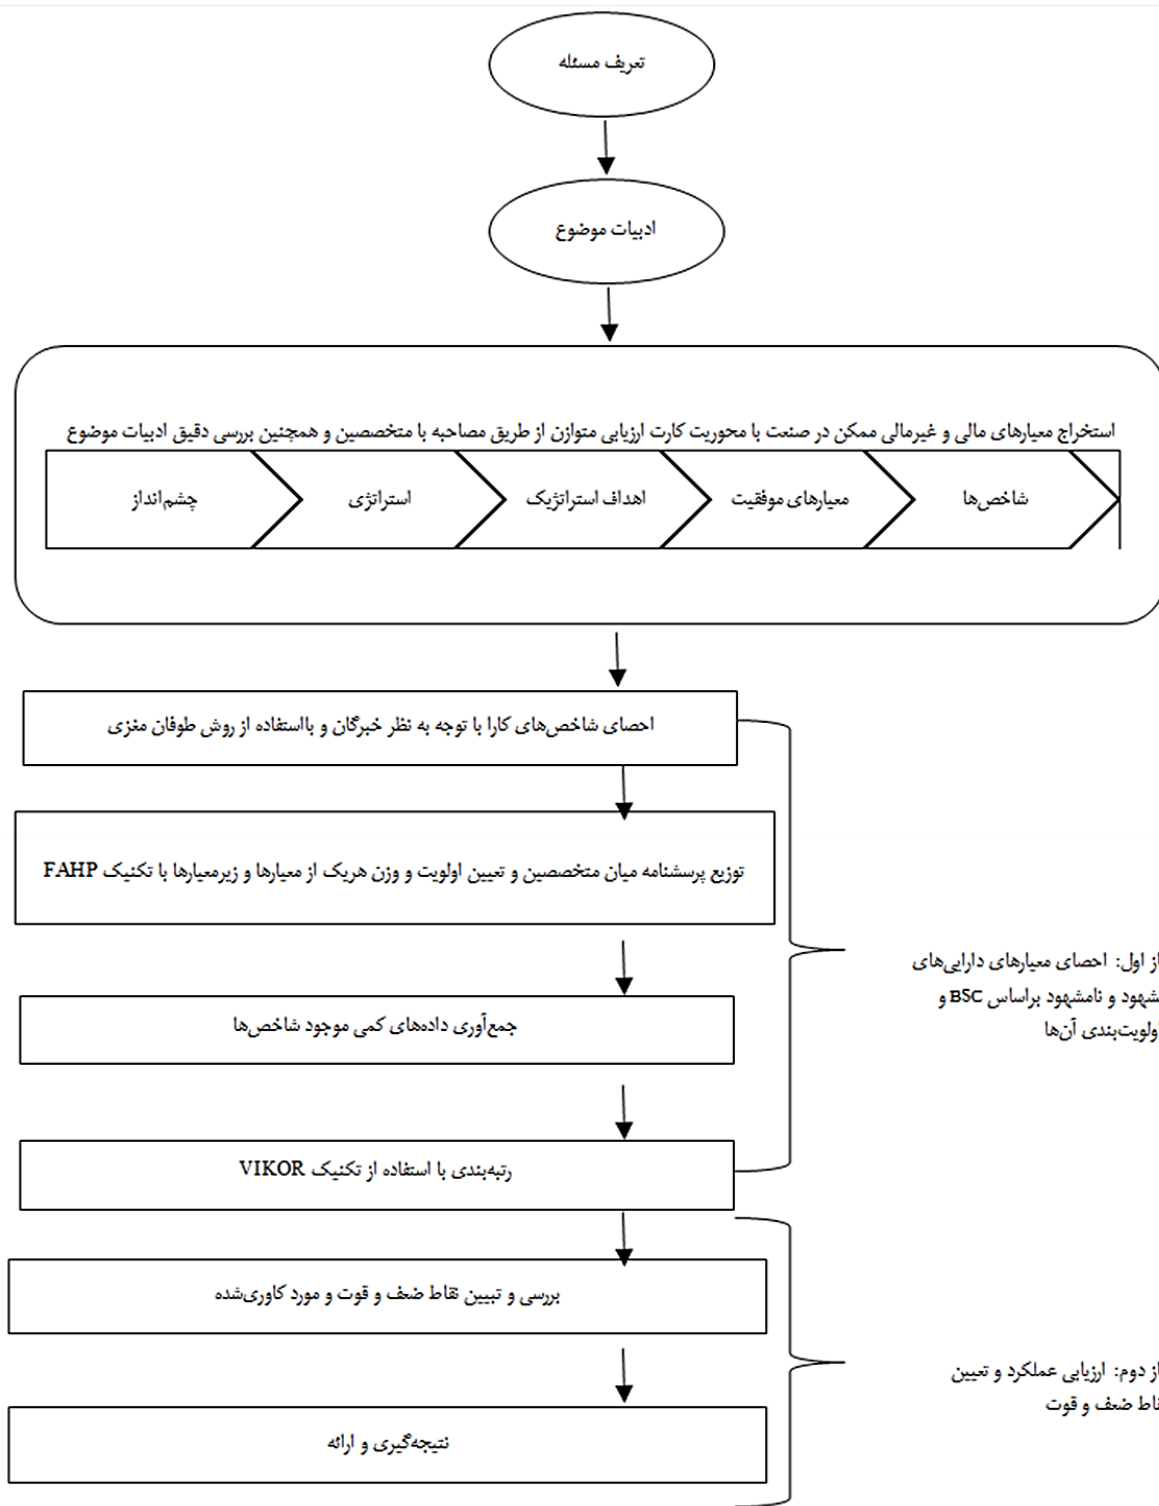 تعریف مسئله
ادبیات موضوع
استخراج معیارهای مالی و غیرمالی ممکن در صنعت با محوریت کارت ارزیابی متوازن از طریق مصاحبه با متخصصین و همچنین بررسی دقیق ادبیات موضوع
چشم‌انداز
استراتژی
اهداف استراتژیک
معیارهای موفقیت
شاخص‌ها
احصای شاخص‌های کارا با توجه به نظر خبرگان و بااستفاده از روش طوفان مغزی
توزیع پرسشنامه میان متخصصین و تعیین اولویت و وزن هریک از معیارها و زیرمعیارها با تکنیک FAHP
جمع‌آوری داده‌های کمی موجود شاخص‌ها
رتبه‌بندی با استفاده از تکنیک VIKOR
از اول: احصای معیارهای دارایی‌های
شهود و نامشهود براساس BSC و
اولویت‌بندی آن‌ها
بررسی و تبیین نقاط ضف و قوت و مورد کاوری‌شده
نتیجه‌گیری و ارائه
از دوم: ارزیابی عملکرد و تعیین
قاط ضعف و قوت